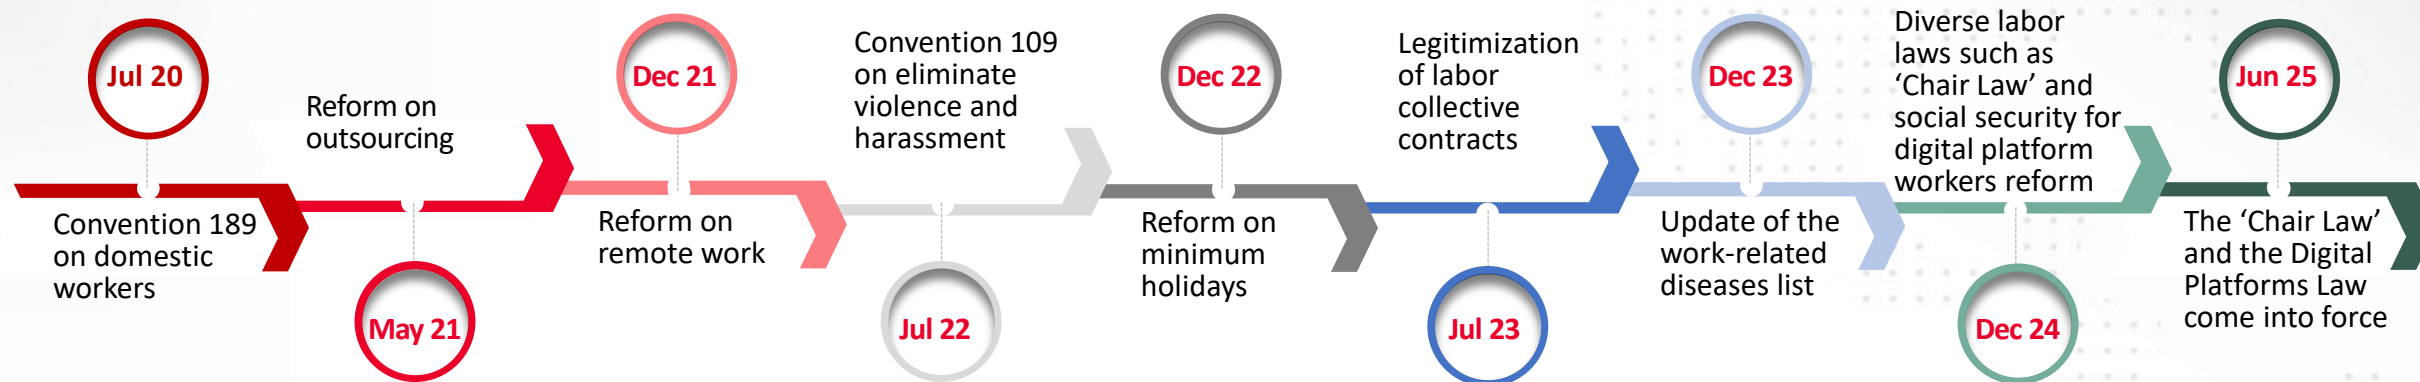 Jul 20
Convention 189
on domestic
workers
Reform on
outsourcing
May 21
Dec 21
Reform on
remote work
Convention 109
on eliminate
violence and
harassment
Jul 22
Dec 22
Reform on
minimum
holidays
Legitimization
of labor
collective
contracts
Jul 23
Dec 23
Update of the
work-related
diseases list
Diverse labor
laws such as
‘Chair Law’ and
social security for
digital platform
workers reform
Dec 24
Jun 25
The ‘Chair Law’
and the Digital
Platforms Law
come into force